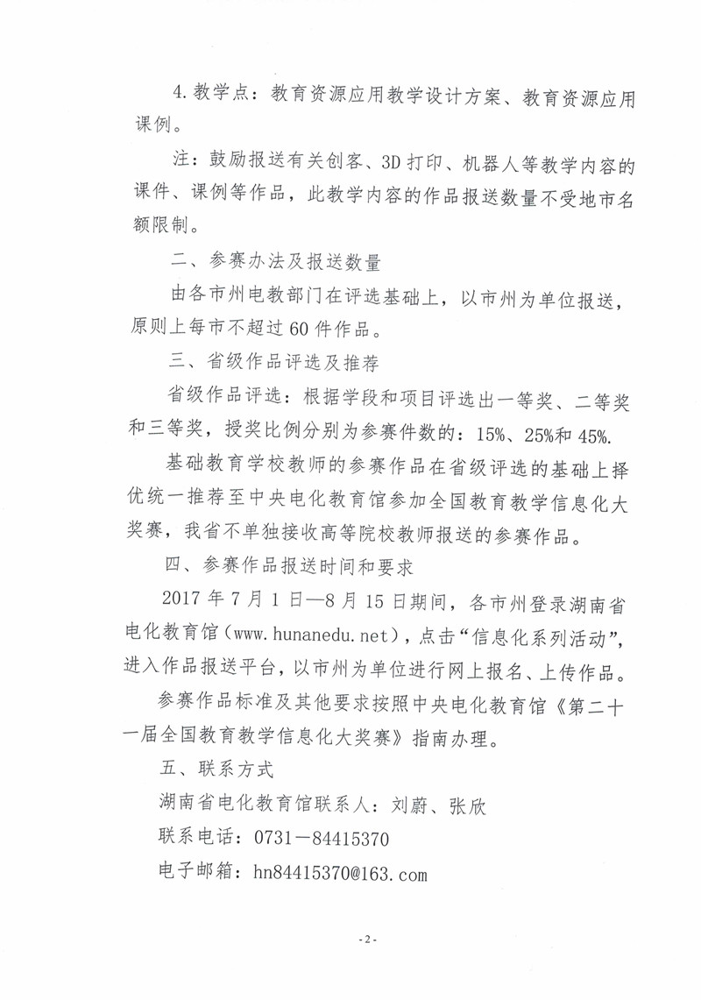 4.教学点：教育资源应用教学设计方案、教育资源应用
课例。
注：鼓励报送有关创客、3D打印、机器人等教学内容的
课件、课例等作品，此教学内容的作品报送数量不受地市名
额限制。
二、参赛办法及报送数量
由各市州电教部门在评选基础上，以市州为单位报送，
原则上每市不超过60件作品。
三、省级作品评选及推荐
省级作品评选：根据学段和项目评选出一等奖、二等奖
和三等奖，授奖比例分别为参赛件数的：15%、25%和45%.
基础教育学校教师的参赛作品在省级评选的基础上择
优统一推荐至中央电化教育馆参加全国教育教学信息化大
奖赛，我省不单独接收高等院校教师报送的参赛作品。
四、参赛作品报送时间和要求
2017年7月1日—8月15日期间，各市州登录湖南省
电化教育馆（www.hunanedu.net），点击“信息化系列活动”，
进入作品报送平台，以市州为单位进行网上报名、上传作品。
参赛作品标准及其他要求按照中央电化教育馆《第二十
一届全国教育教学信息化大奖赛》指南办理。
五、联系方式
湖南省电化教育馆联系人：刘蔚、张欣
联系电话：0731－84415370
电子邮箱：hn84415370@163.com
- 2 -